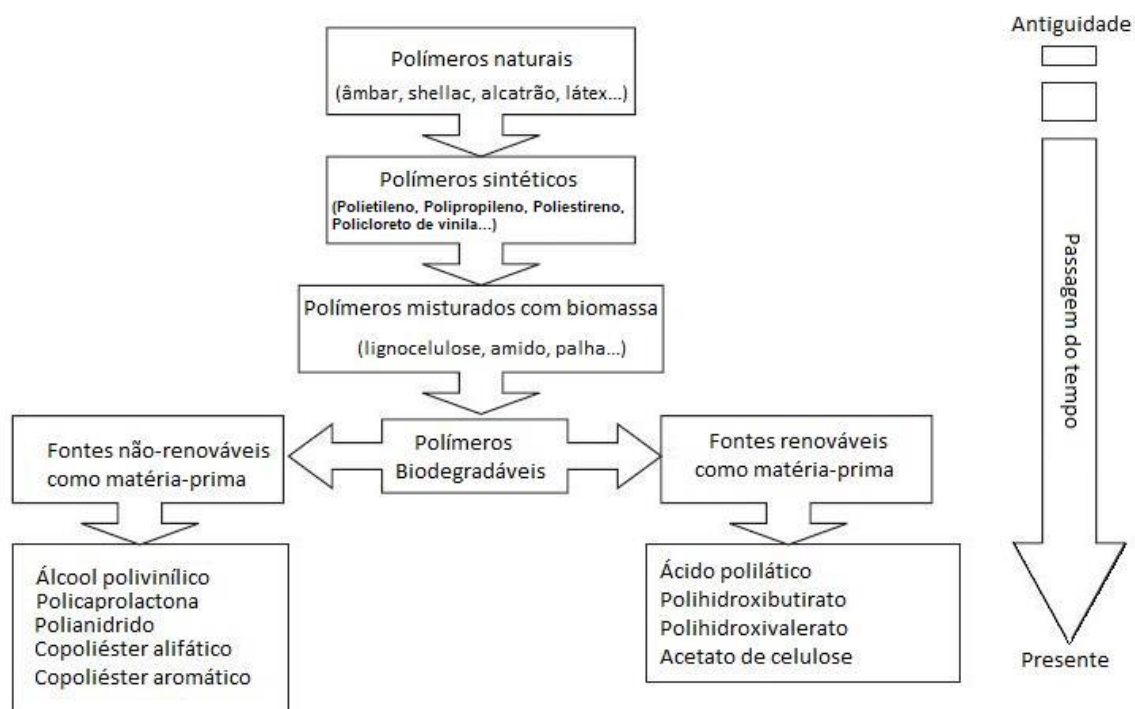 Antiguidade
Polímeros naturais
(âmbar, shellac, alcatrão, látex...)
Polímeros sintéticos
(Polietileno, Polipropileno, Poliestireno,
Policloreto de vinila...)
Polímeros misturados com biomassa
(lignocelulose, amido, palha...)
Fontes não-renováveis
como matéria-prima
Polímeros
Biodegradáveis
Fontes renováveis
como matéria-prima
Álcool polivinílico
Policaprolactona
Polianidrido
Copoliéster alifático
Copoliéster aromático
Ácido polilático
Polihidroxibutirato
Polihidroxivalerato
Acetato de celulose
Passagem do tempo
Presente